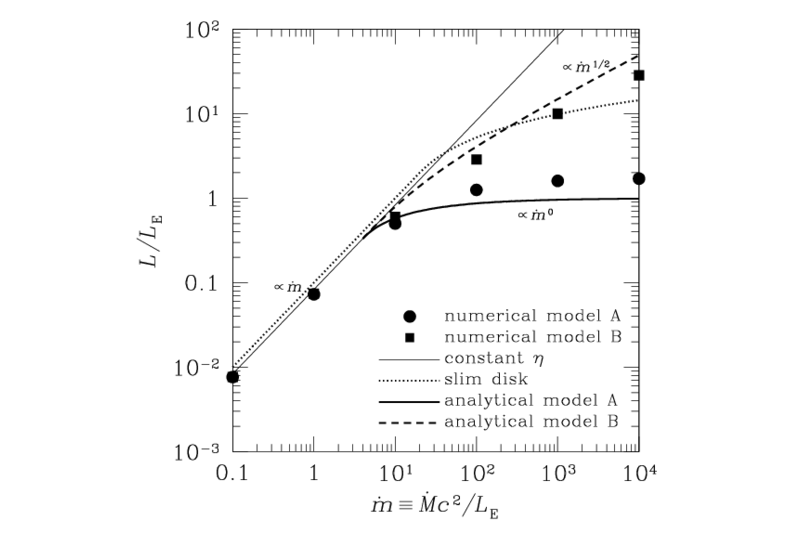 10²
10¹
1
0.1
10⁻²
10⁻³
L/L_E
∝ṁ^{1/2}
∝ṁ⁰
∝ṁ
numerical model A
numerical model B
constant η
slim disk
analytical model A
analytical model B
0.1 1 10¹ 10² 10³ 10⁴
ṁ ≡ Ṁc²/L_E